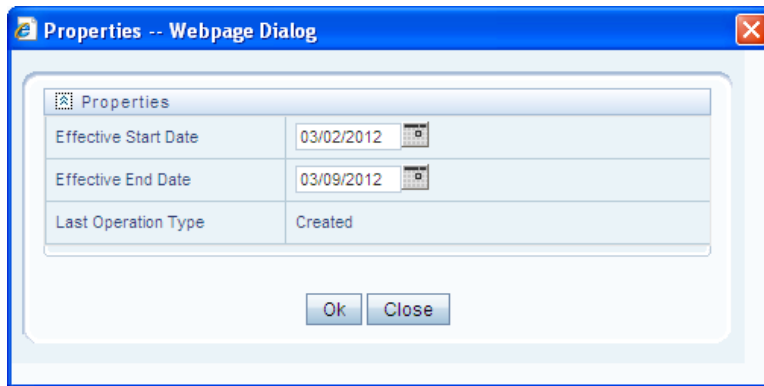 Properties -- Webpage Dialog
Properties
Effective Start Date 03/02/2012
Effective End Date 03/09/2012
Last Operation Type Created
Ok Close